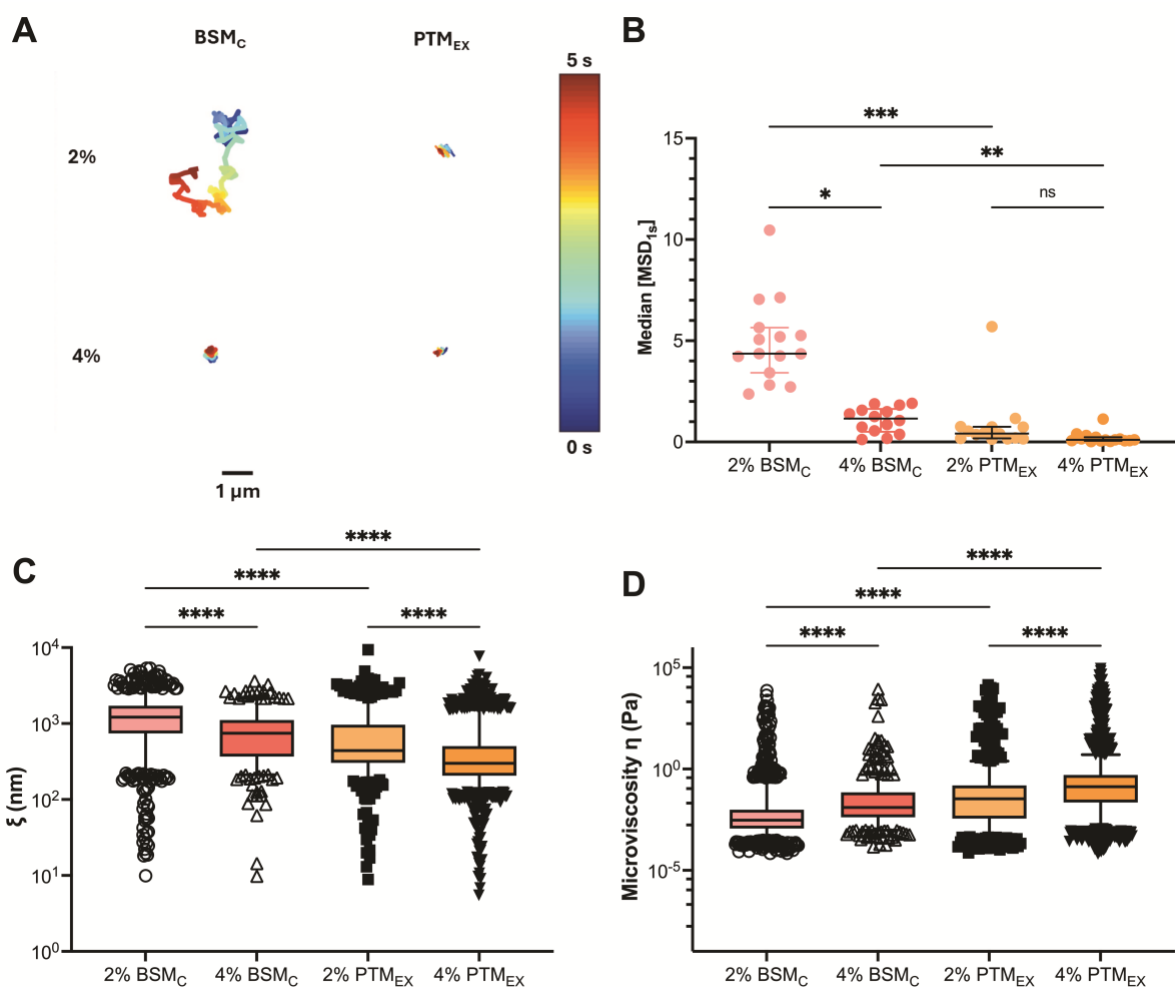 A
BSMC
PTMEX
5 s
2%
4%
0 s
1 μm
B
***
**
*
ns
Median [MSD1s]
15
10
5
0
2% BSMC
4% BSMC
2% PTMEX
4% PTMEX
C
****
****
****
****
ξ (nm)
10⁴
10³
10²
10¹
10⁰
2% BSMC
4% BSMC
2% PTMEX
4% PTMEX
D
****
****
****
****
Microviscosity η (Pa)
10⁵
10⁰
10⁻⁵
2% BSMC
4% BSMC
2% PTMEX
4% PTMEX